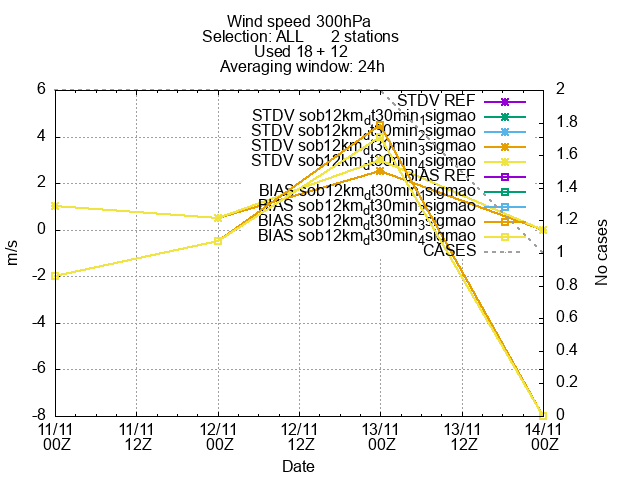 Wind speed 300hPa
Selection: ALL 2 stations
Used 18 + 12
Averaging window: 24h
6
4
2
0
-2
-4
-6
-8
m/s
STDV REF
STDV sob12km_dt30min_1sigmao
STDV sob12km_dt30min_2sigmao
STDV sob12km_dt30min_3sigmao
STDV sob12km_dt30min_4sigmao
BIAS REF
BIAS sob12km_dt30min_1sigmao
BIAS sob12km_dt30min_2sigmao
BIAS sob12km_dt30min_3sigmao
BIAS sob12km_dt30min_4sigmao
CASES
2
1.8
1.6
1.4
1.2
1
0.8
0.6
0.4
0.2
0
No cases
11/11 11/11 12/11 12/11 13/11 13/11 14/11
00Z 12Z 00Z 12Z 00Z 12Z 00Z
Date